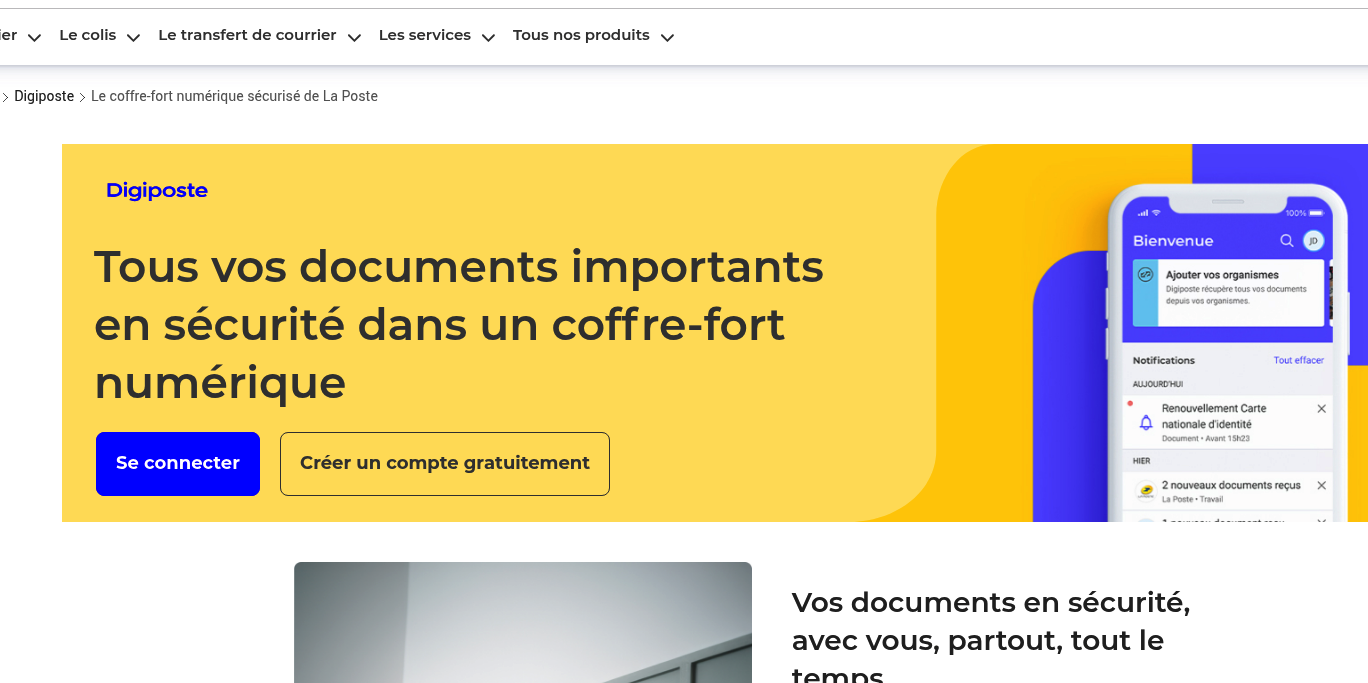 Le colis
Le transfert de courrier
Les services
Tous nos produits
Digiposte
Le coffre-fort numérique sécurisé de La Poste
Digiposte
Tous vos documents importants
en sécurité dans un coffre-fort
numérique
Se connecter
Créer un compte gratuitement
100%
Bienvenue
JD
Ajouter vos organismes
Digiposte récupère tous vos documents
depuis vos organismes.
Notifications
Tout effacer
AUJOURD'HUI
Renouvellement Carte
nationale d'identité
Document • Avant 15h23
HIER
2 nouveaux documents reçus
La Poste • Travail
Vos documents en sécurité,
avec vous, partout, tout le
temps